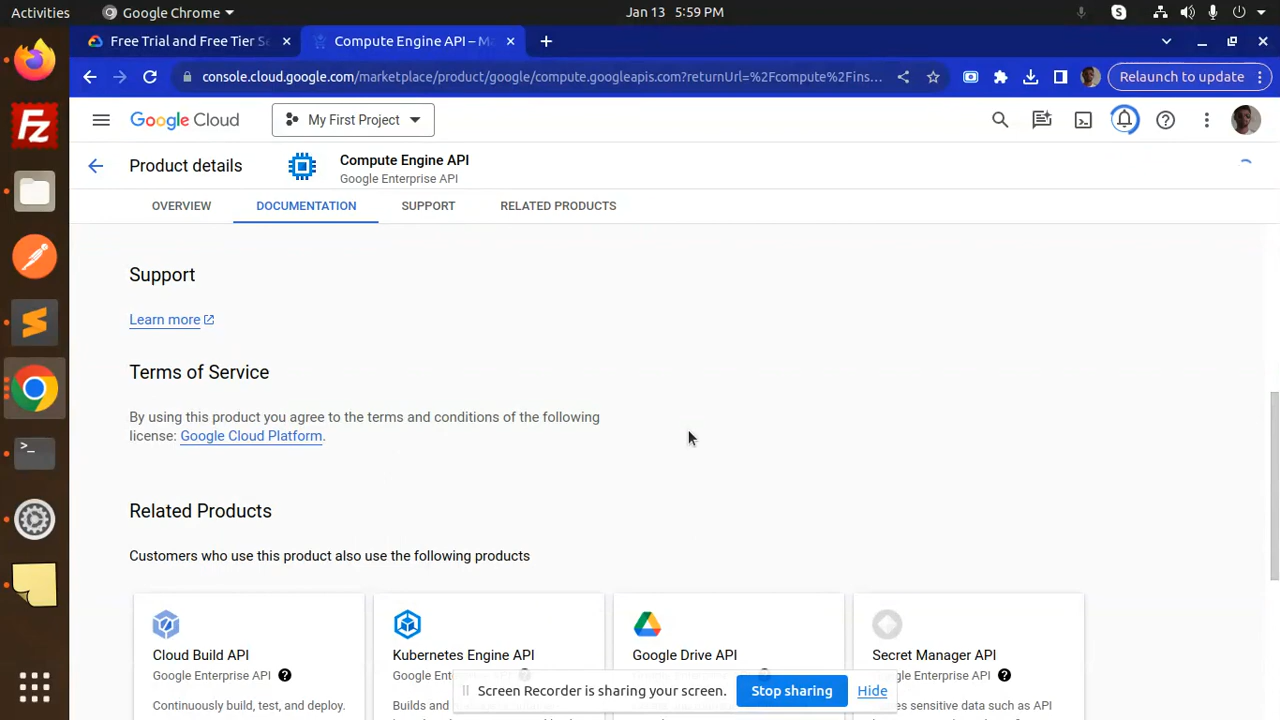 Activities
Google Chrome
Jan 13 5:59 PM
Free Trial and Free Tier Se
Compute Engine API – Ma
console.cloud.google.com/marketplace/product/google/compute.googleapis.com?returnUrl=%2Fcompute%2Fins...
Relaunch to update
Google Cloud
My First Project
Product details
Compute Engine API
Google Enterprise API
OVERVIEW
DOCUMENTATION
SUPPORT
RELATED PRODUCTS
Support
Learn more
Terms of Service
By using this product you agree to the terms and conditions of the following
license: Google Cloud Platform.
Related Products
Customers who use this product also use the following products
Cloud Build API
Google Enterprise API
Continuously build, test, and deploy.
Kubernetes Engine API
Builds and
Google Drive API
Secret Manager API
gle Enterprise API
es sensitive data such as API
Screen Recorder is sharing your screen.
Stop sharing
Hide